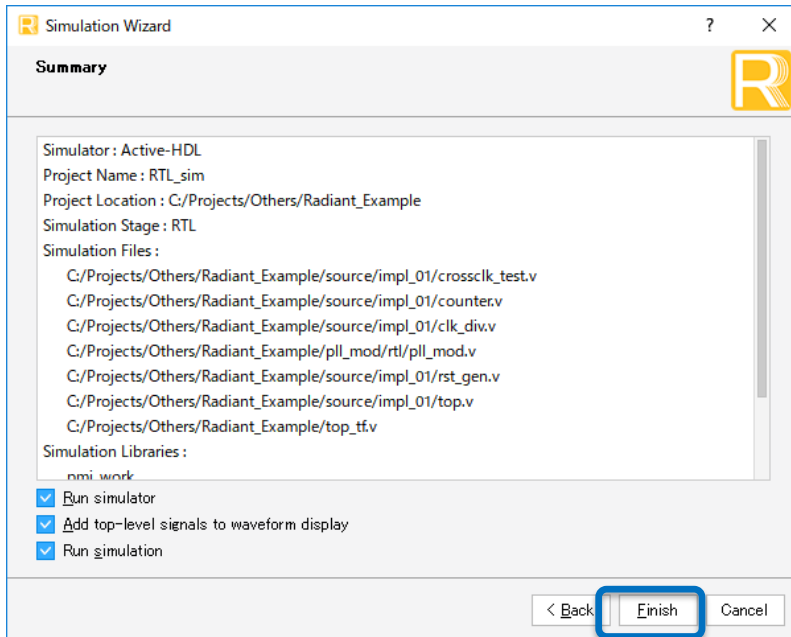 Simulation Wizard
?
Summary
Simulator : Active-HDL
Project Name : RTL_sim
Project Location : C:/Projects/Others/Radiant_Example
Simulation Stage : RTL
Simulation Files :
C:/Projects/Others/Radiant_Example/source/impl_01/crossclk_test.v
C:/Projects/Others/Radiant_Example/source/impl_01/counter.v
C:/Projects/Others/Radiant_Example/source/impl_01/clk_div.v
C:/Projects/Others/Radiant_Example/pll_mod/rtl/pll_mod.v
C:/Projects/Others/Radiant_Example/source/impl_01/rst_gen.v
C:/Projects/Others/Radiant_Example/source/impl_01/top.v
C:/Projects/Others/Radiant_Example/top_tf.v
Simulation Libraries :
pmi_work
Run simulator
Add top-level signals to waveform display
Run simulation
< Back Finish Cancel